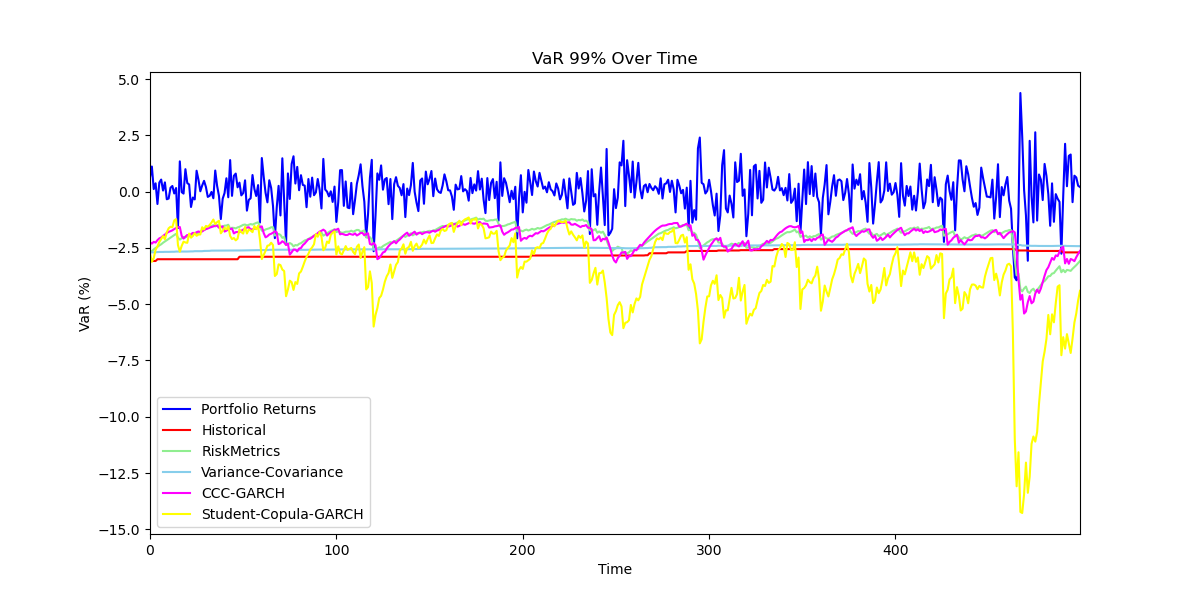 VaR 99% Over Time
5.0
2.5
0.0
−2.5
−5.0
−7.5
−10.0
−12.5
−15.0
VaR (%)
Portfolio Returns
Historical
RiskMetrics
Variance-Covariance
CCC-GARCH
Student-Copula-GARCH
0 100 200 300 400
Time